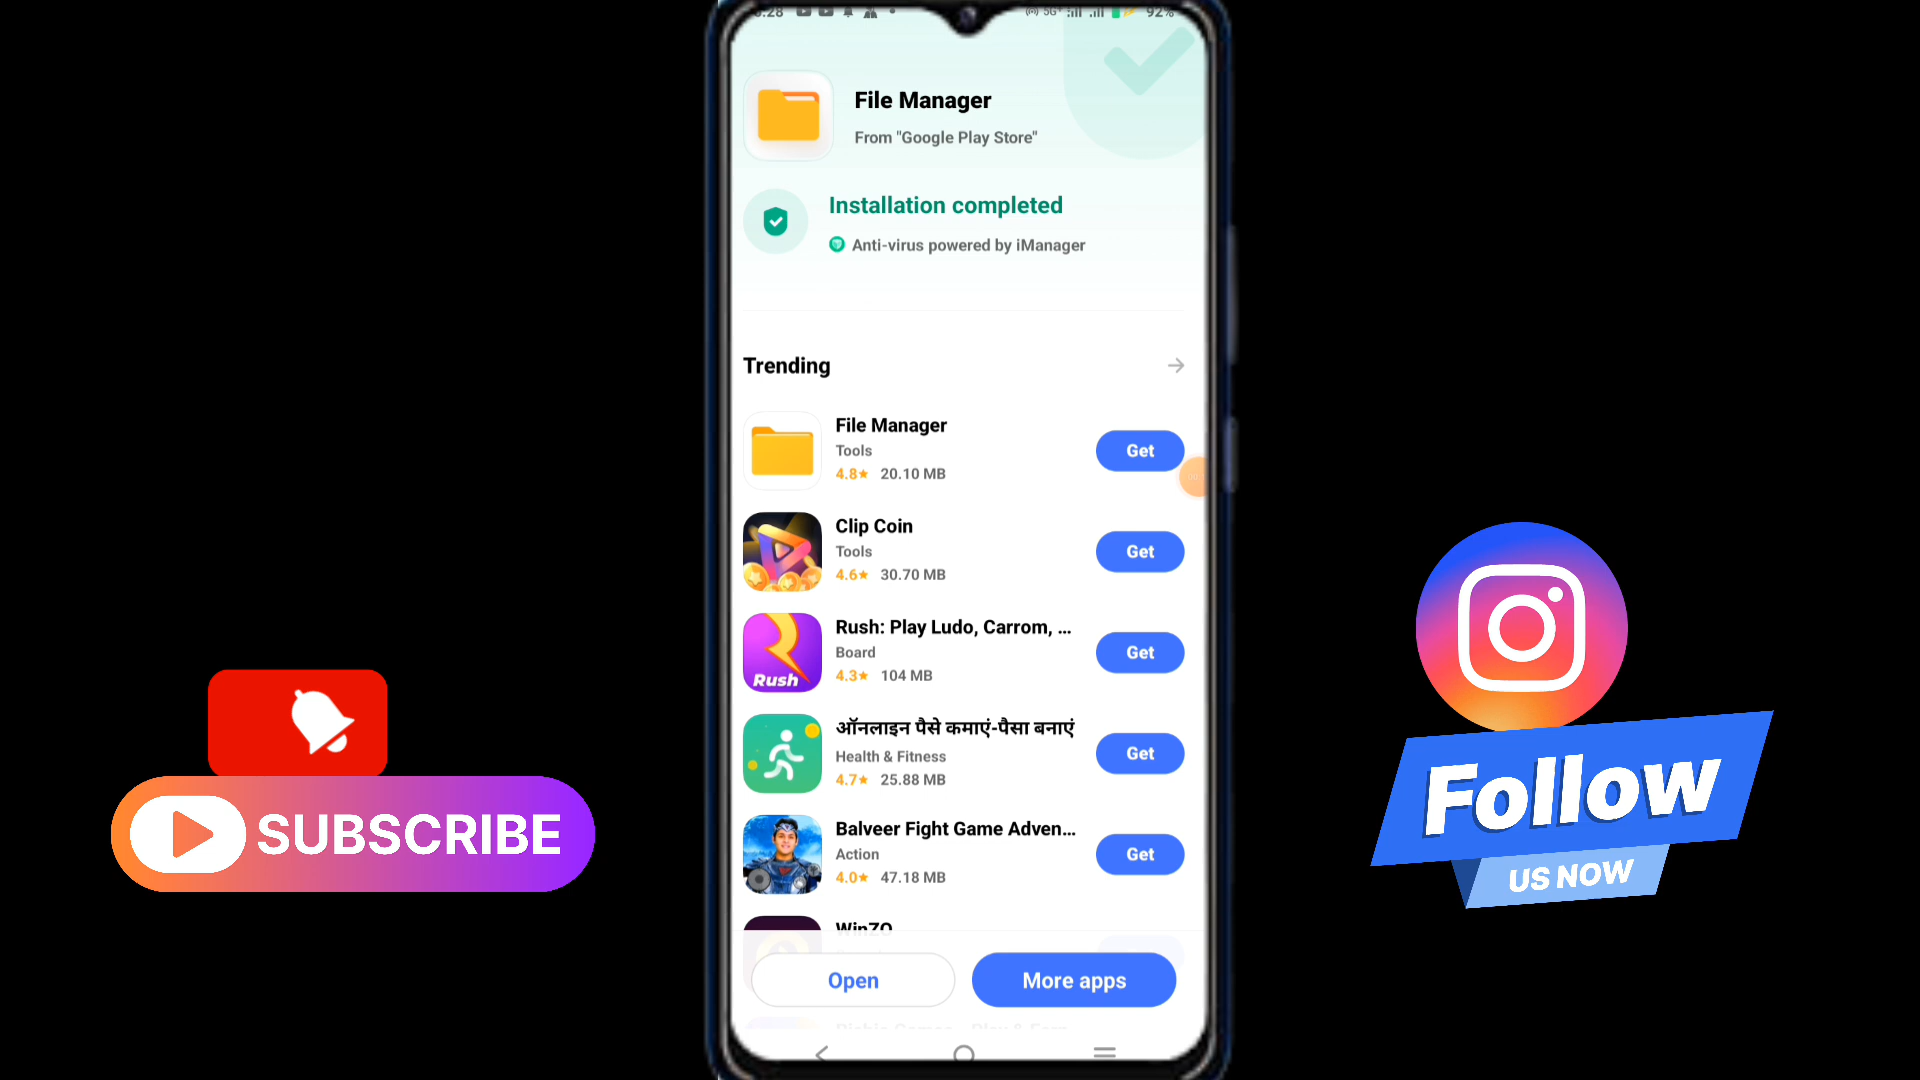 92%
File Manager
From "Google Play Store"
Installation completed
Anti-virus powered by iManager
Trending
File Manager
Tools
4.8★ 20.10 MB
Get
Clip Coin
Tools
4.6★ 30.70 MB
Get
Rush: Play Ludo, Carrom, ...
Board
4.3★ 104 MB
Get
Rush
ऑनलाइन पैसे कमाएं-पैसा बनाएं
Health & Fitness
4.7★ 25.88 MB
Get
Balveer Fight Game Adven...
Action
4.0★ 47.18 MB
Get
WinZO
Open
More apps
SUBSCRIBE
Follow
US NOW